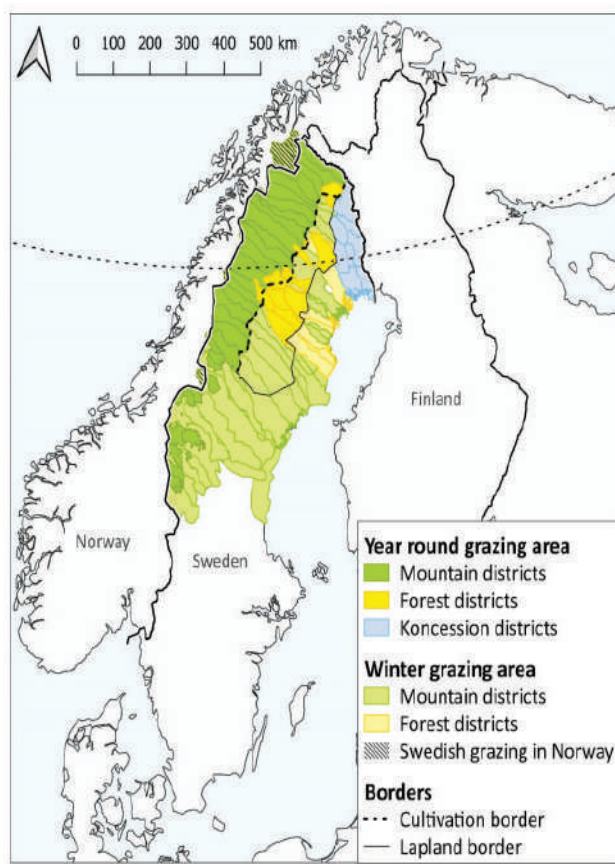 0 100 200 300 400 500 km
Finland
Norway
Sweden
Year round grazing area
Mountain districts
Forest districts
Koncession districts
Winter grazing area
Mountain districts
Forest districts
Swedish grazing in Norway
Borders
Cultivation border
Lapland border